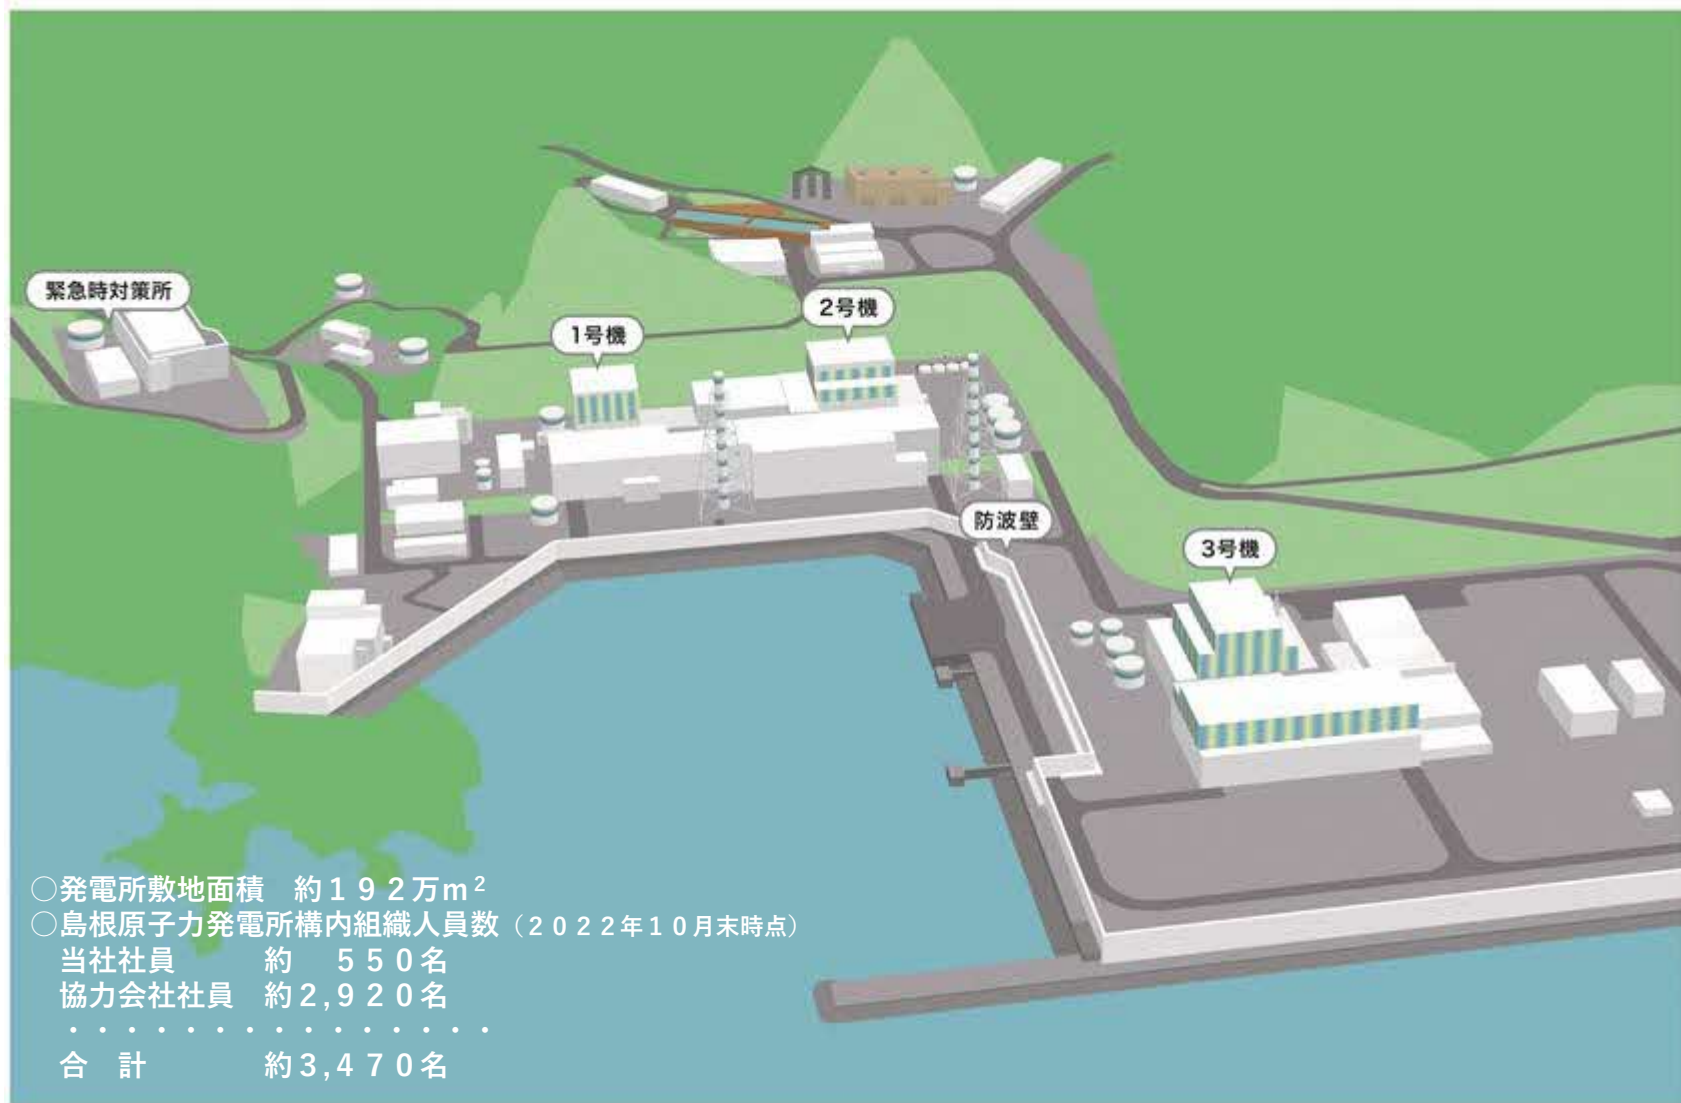 緊急時対策所
1号機
2号機
防波壁
3号機
○発電所敷地面積　約１９２万m²
○島根原子力発電所構内組織人員数（２０２２年１０月末時点）
当社社員　　　約　５５０名
協力会社社員　約２,９２０名
・・・・・・・・・・・・・・・
合　計　　　　約３,４７０名